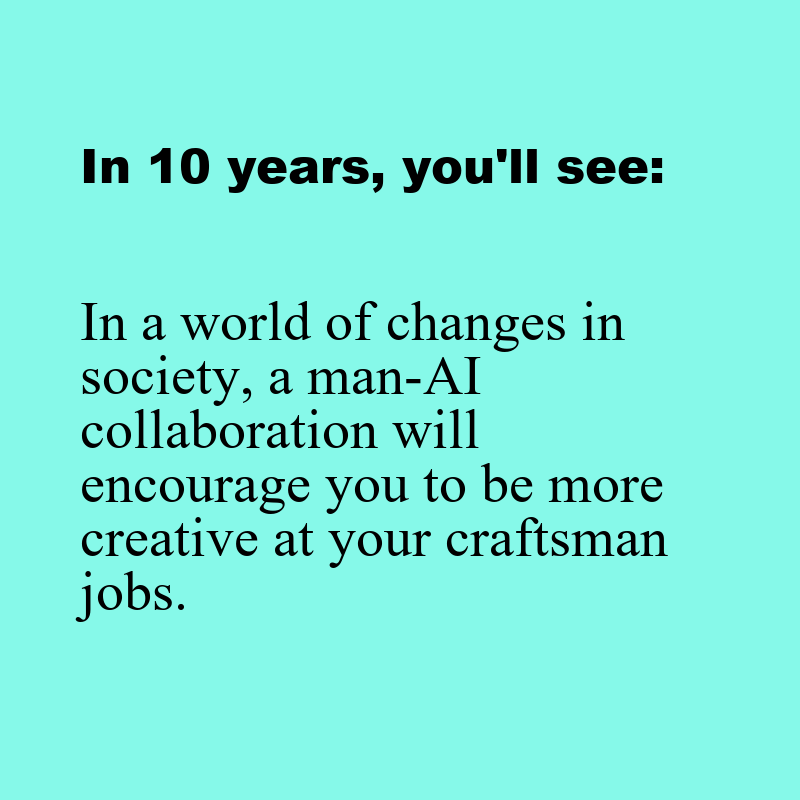 In 10 years, you'll see:
In a world of changes in
society, a man-AI
collaboration will
encourage you to be more
creative at your craftsman
jobs.